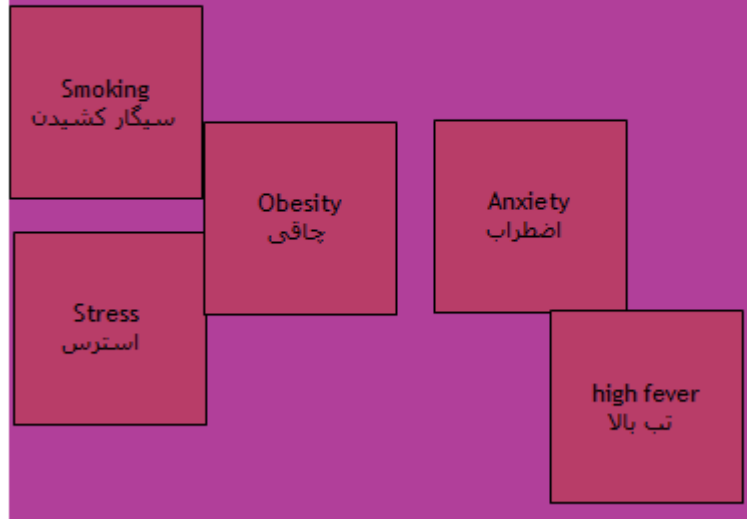 Smoking
سیگار کشیدن
Obesity
چاقی
Anxiety
اضطراب
Stress
استرس
high fever
تب بالا